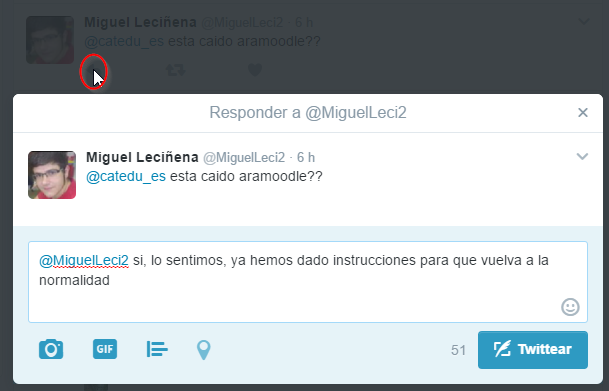 Miguel Leciñena @MiguelLeci2 · 6 h
@catedu_es esta caido aramoodle??
Responder a @MiguelLeci2
Miguel Leciñena @MiguelLeci2 · 6 h
@catedu_es esta caido aramoodle??
@MiguelLeci2 si, lo sentimos, ya hemos dado instrucciones para que vuelva a la
normalidad
GIF
51 Twittear